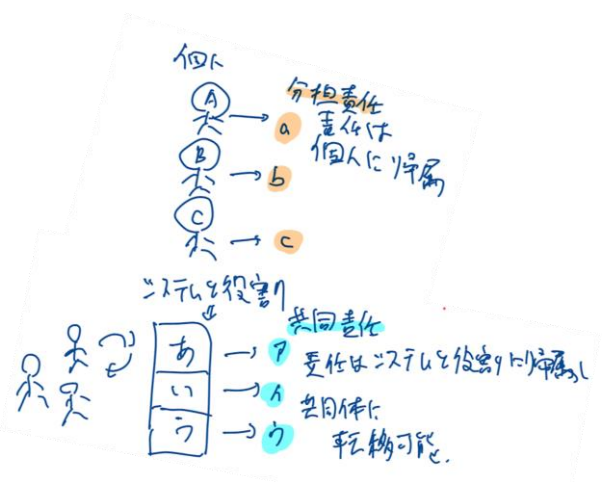 個人
A
B
C
分担責任
a
責任は
個人に帰属
b
c
システムと役割り
あ
い
う
共同責任
ア
責任はシステムと役割りに帰属し
イ
共同体に
ウ
転移可能。